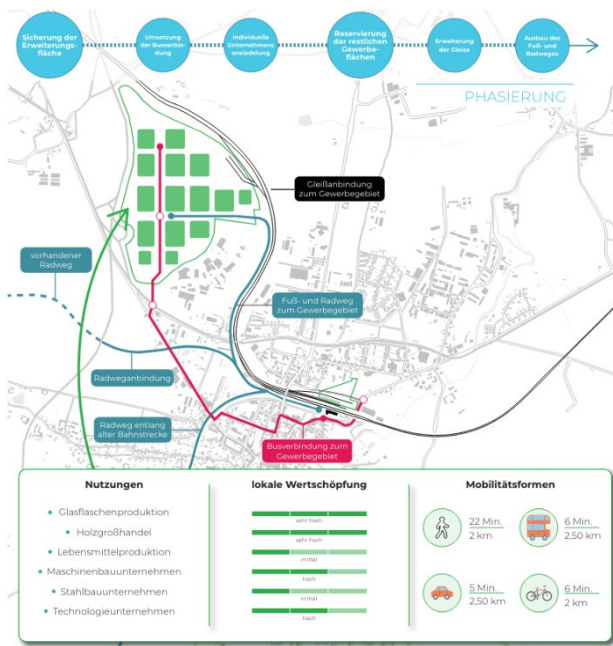 Sicherung der
Erweiterungs-
fläche
Umsetzung
der Busverbin-
dung
Individuelle
Unternehmens
ansiedelung
Reservierung
der restlichen
Gewerbe-
flächen
Erweiterung
der Gleise
Ausbau des
Fuß- und
Radweges
PHASIERUNG
Gleißanbindung
zum Gewerbegebiet
vorhandener
Radweg
Fuß- und Radweg
zum Gewerbegebiet
Radweganbindung
Radweg entlang
alter Bahnstrecke
Busverbindung zum
Gewerbegebiet
Nutzungen
Glasflaschenproduktion
Holzgroßhandel
Lebensmittelproduktion
Maschinenbauunternehmen
Stahlbauunternehmen
Technologieunternehmen
lokale Wertschöpfung
sehr hoch
sehr hoch
mittel
hoch
mittel
hoch
Mobilitätsformen
22 Min.
2 km
6 Min.
2,50 km
5 Min.
2,50 km
6 Min.
2 km